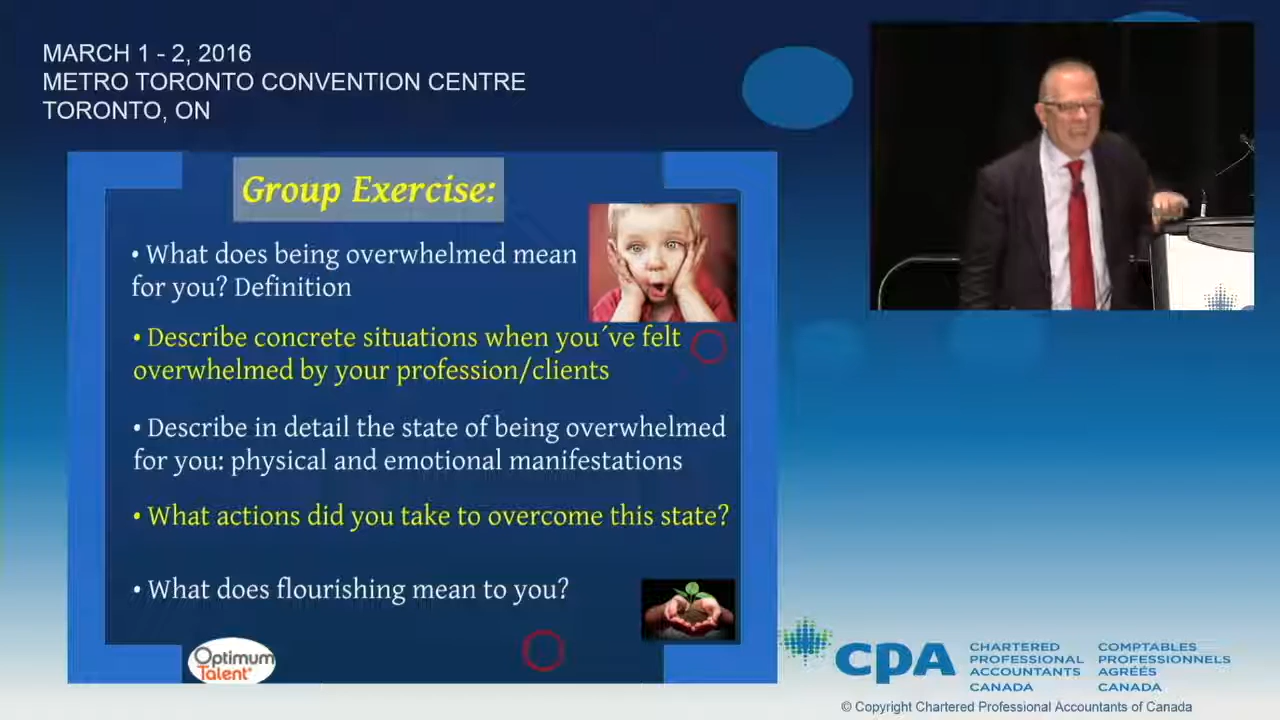 MARCH 1 - 2, 2016
METRO TORONTO CONVENTION CENTRE
TORONTO, ON
Group Exercise:
• What does being overwhelmed mean
for you? Definition
• Describe concrete situations when you´ve felt
overwhelmed by your profession/clients
• Describe in detail the state of being overwhelmed
for you: physical and emotional manifestations
• What actions did you take to overcome this state?
• What does flourishing mean to you?
Optimum
Talent
CPA
CHARTERED
PROFESSIONAL
ACCOUNTANTS
CANADA
COMPTABLES
PROFESSIONNELS
AGRÉÉS
CANADA
© Copyright Chartered Professional Accountants of Canada